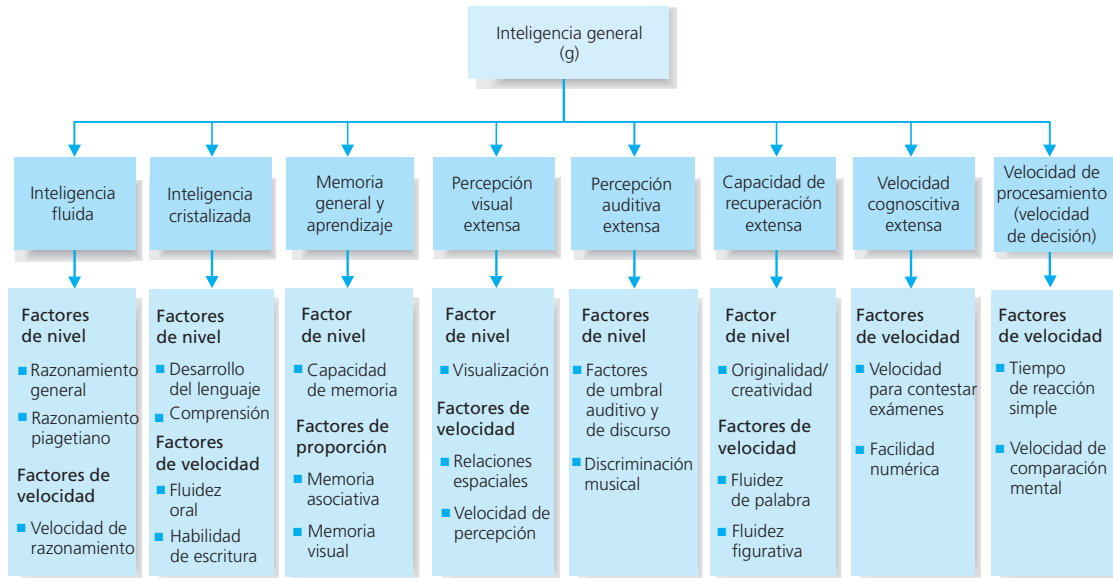 Inteligencia general
(g)
Inteligencia
fluida
Inteligencia
cristalizada
Memoria
general y
aprendizaje
Percepción
visual
extensa
Percepción
auditiva
extensa
Capacidad de
recuperación
extensa
Velocidad
cognoscitiva
extensa
Velocidad de
procesamiento
(velocidad
de decisión)
Factores
de nivel
Razonamiento
general
Razonamiento
piagetiano
Factores de
velocidad
Velocidad de
razonamiento
Factores
de nivel
Desarrollo
del lenguaje
Comprensión
Factores
de velocidad
Fluidez
oral
Habilidad
de escritura
Factor
de nivel
Capacidad
de memoria
Factores de
proporción
Memoria
asociativa
Memoria
visual
Factor
de nivel
Visualización
Factores de
velocidad
Relaciones
espaciales
Velocidad de
percepción
Factores
de nivel
Factores
de umbral
auditivo y
de discurso
Discriminación
musical
Factor
de nivel
Originalidad/
creatividad
Factores de
velocidad
Fluidez
de palabra
Fluidez
figurativa
Factores
de velocidad
Velocidad
para contestar
exámenes
Facilidad
numérica
Factores
de velocidad
Tiempo
de reacción
simple
Velocidad de
comparación
mental